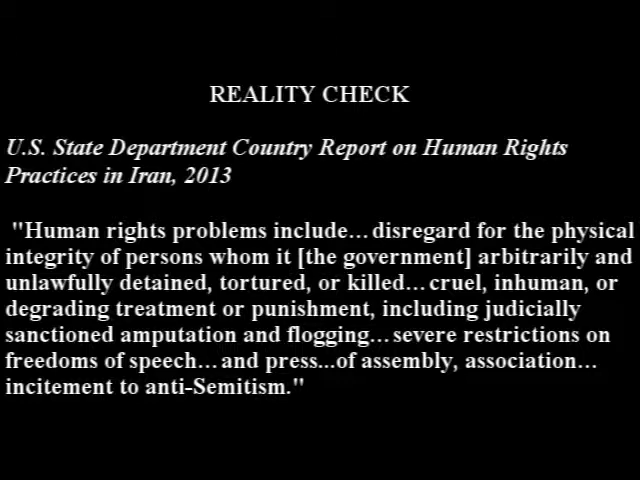 REALITY CHECK
U.S. State Department Country Report on Human Rights
Practices in Iran, 2013
"Human rights problems include…disregard for the physical
integrity of persons whom it [the government] arbitrarily and
unlawfully detained, tortured, or killed…cruel, inhuman, or
degrading treatment or punishment, including judicially
sanctioned amputation and flogging…severe restrictions on
freedoms of speech…and press...of assembly, association…
incitement to anti-Semitism."